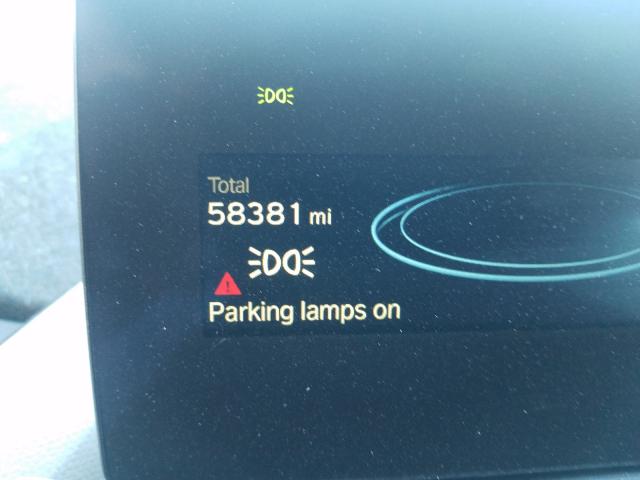 Total
58381 mi
Parking lamps on